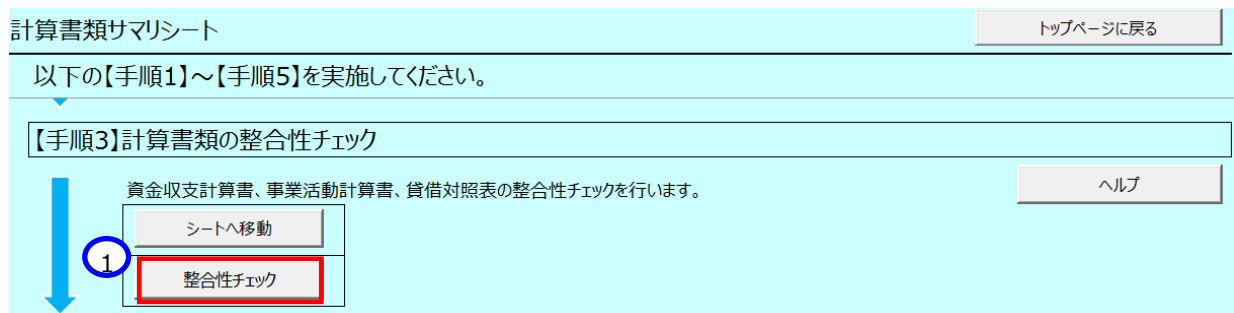 計算書類サマリシート
トップページに戻る
以下の【手順1】~【手順5】を実施してください。
【手順3】計算書類の整合性チェック
資金収支計算書、事業活動計算書、貸借対照表の整合性チェックを行います。
ヘルプ
シートへ移動
1
整合性チェック